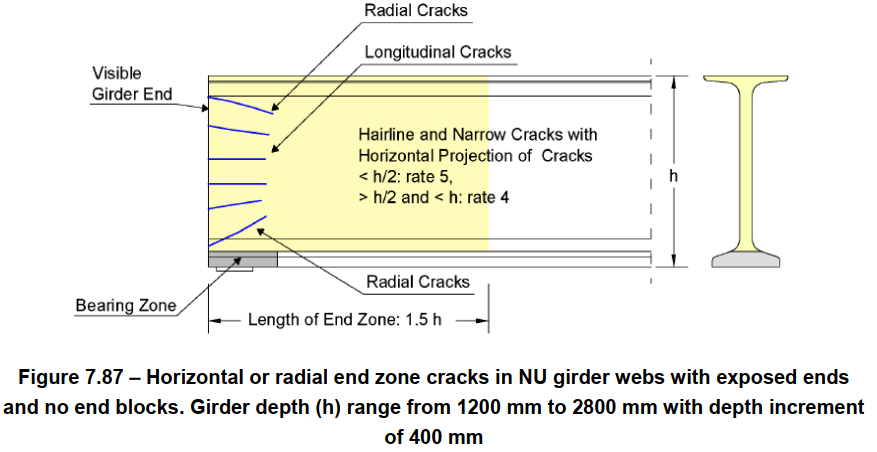 Radial Cracks
Longitudinal Cracks
Visible
Girder End
Hairline and Narrow Cracks with
Horizontal Projection of Cracks
< h/2: rate 5,
> h/2 and < h: rate 4
h
Radial Cracks
Bearing Zone
Length of End Zone: 1.5 h
Figure 7.87 – Horizontal or radial end zone cracks in NU girder webs with exposed ends
and no end blocks. Girder depth (h) range from 1200 mm to 2800 mm with depth increment
of 400 mm